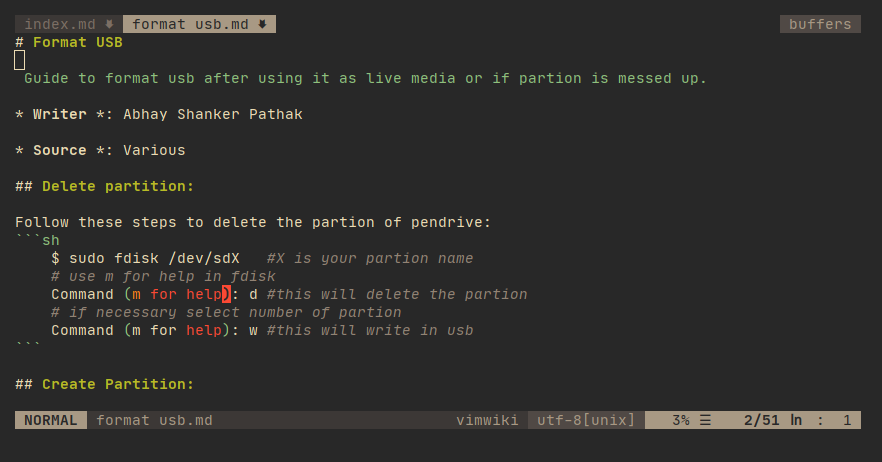 index.md format usb.md buffers
# Format USB
Guide to format usb after using it as live media or if partion is messed up.
* Writer *: Abhay Shanker Pathak
* Source *: Various
## Delete partition:
Follow these steps to delete the partion of pendrive:
```sh
$ sudo fdisk /dev/sdX #X is your partion name
# use m for help in fdisk
Command (m for help): d #this will delete the partion
# if necessary select number of partion
Command (m for help): w #this will write in usb
```
## Create Partition:
NORMAL format usb.md vimwiki utf-8[unix] 3% ☰ 2/51 ln : 1